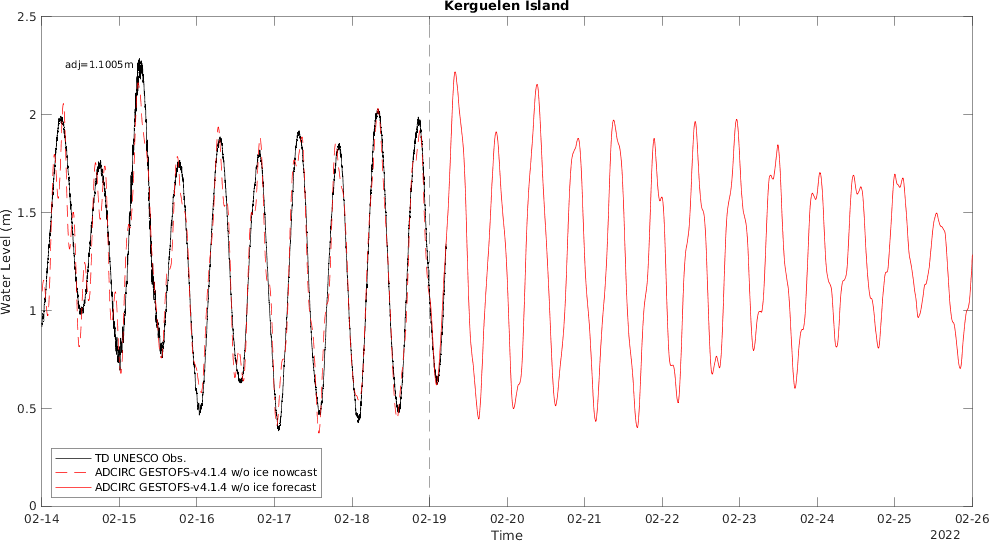 Kerguelen Island
2.5
adj=1.1005m
2
1.5
Water Level (m)
1
0.5
TD UNESCO Obs.
ADCIRC GESTOFS-v4.1.4 w/o ice nowcast
ADCIRC GESTOFS-v4.1.4 w/o ice forecast
0
02-14 02-15 02-16 02-17 02-18 02-19 02-20 02-21 02-22 02-23 02-24 02-25 02-26
Time
2022